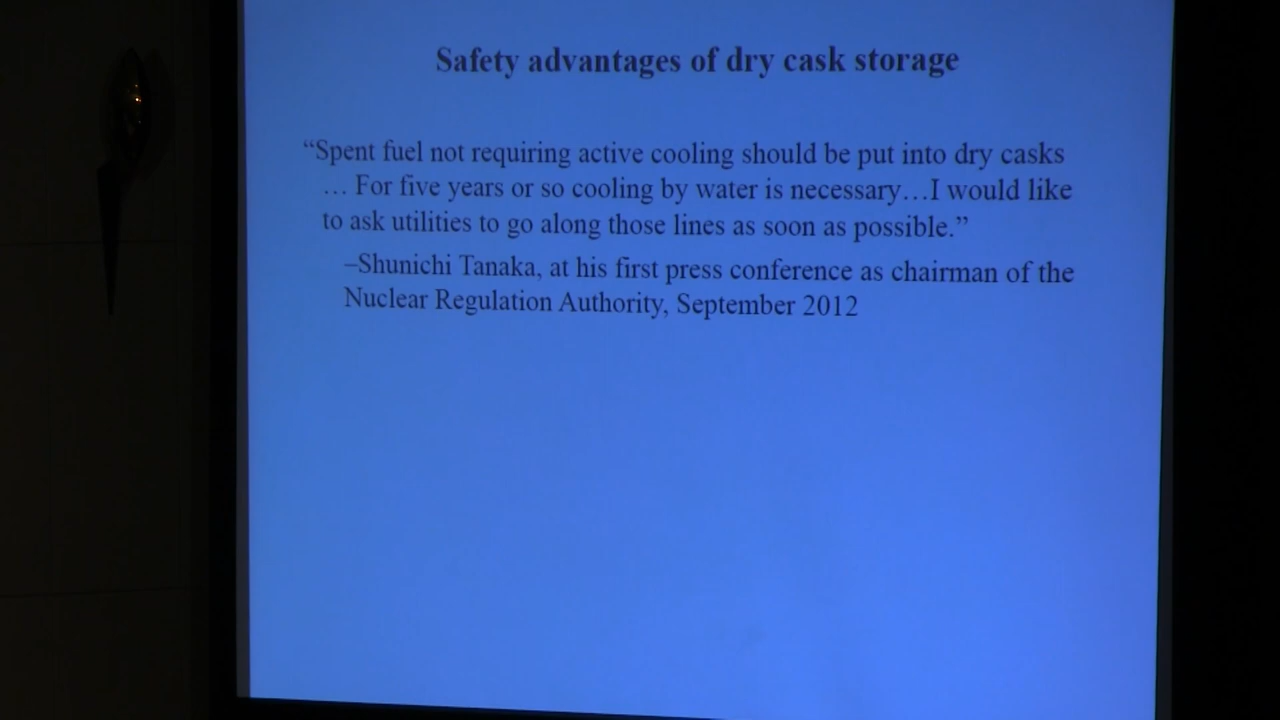 Safety advantages of dry cask storage
“Spent fuel not requiring active cooling should be put into dry casks
… For five years or so cooling by water is necessary…I would like
to ask utilities to go along those lines as soon as possible.”
–Shunichi Tanaka, at his first press conference as chairman of the
Nuclear Regulation Authority, September 2012